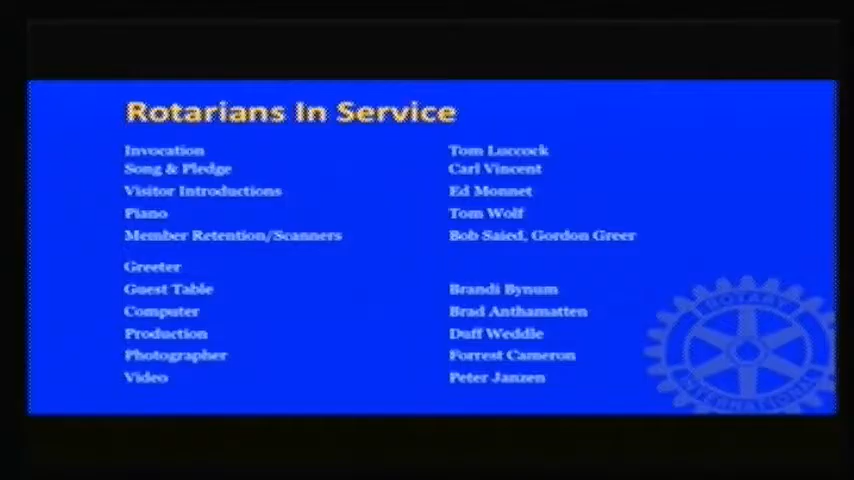 Rotarians In Service
Invocation Tom Luccock
Song & Pledge Carl Vincent
Visitor Introductions Ed Monnet
Piano Tom Wolf
Member Retention/Scanners Bob Saied, Gordon Greer
Greeter
Guest Table Brandi Bynum
Computer Brad Anthamatten
Production Duff Weddle
Photographer Forrest Cameron
Video Peter Janzen
ROTARY
INTERNATIONAL